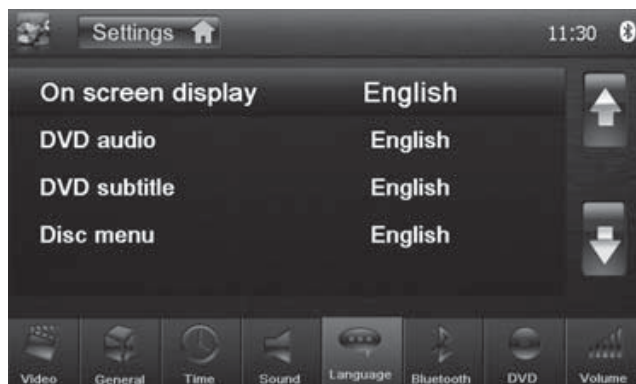 Settings 11:30
On screen display English
DVD audio English
DVD subtitle English
Disc menu English
Video General Time Sound Language Bluetooth DVD Volume